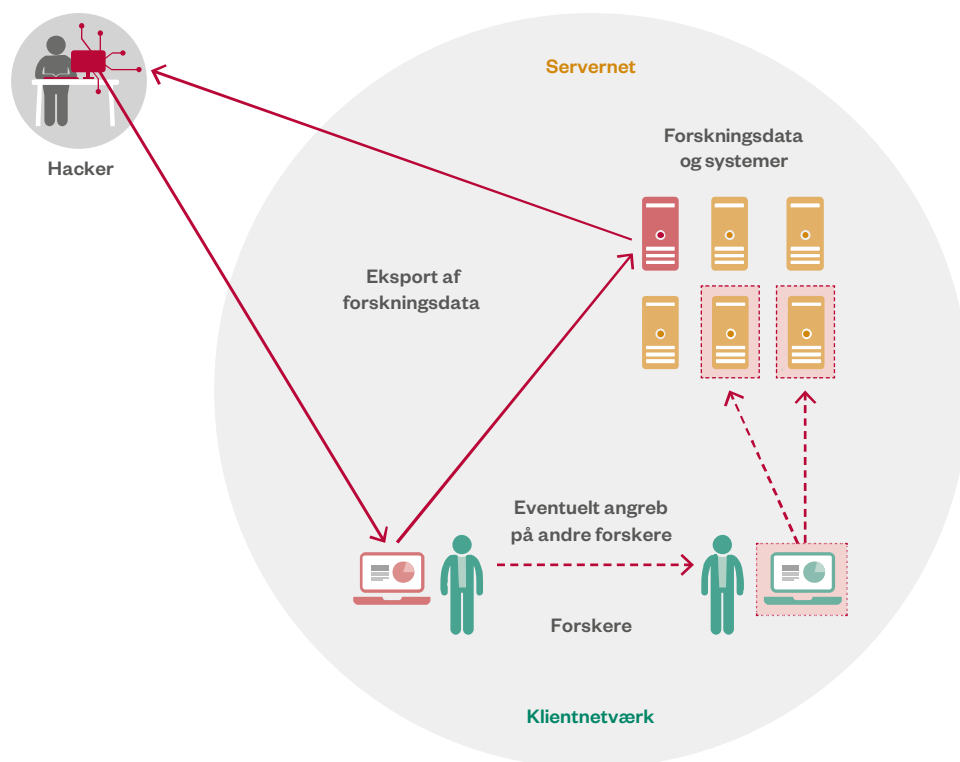 Servernet
Hacker
Forskningsdata
og systemer
Eksport af
forskningsdata
Eventuelt angreb
på andre forskere
Forskere
Klientnetværk